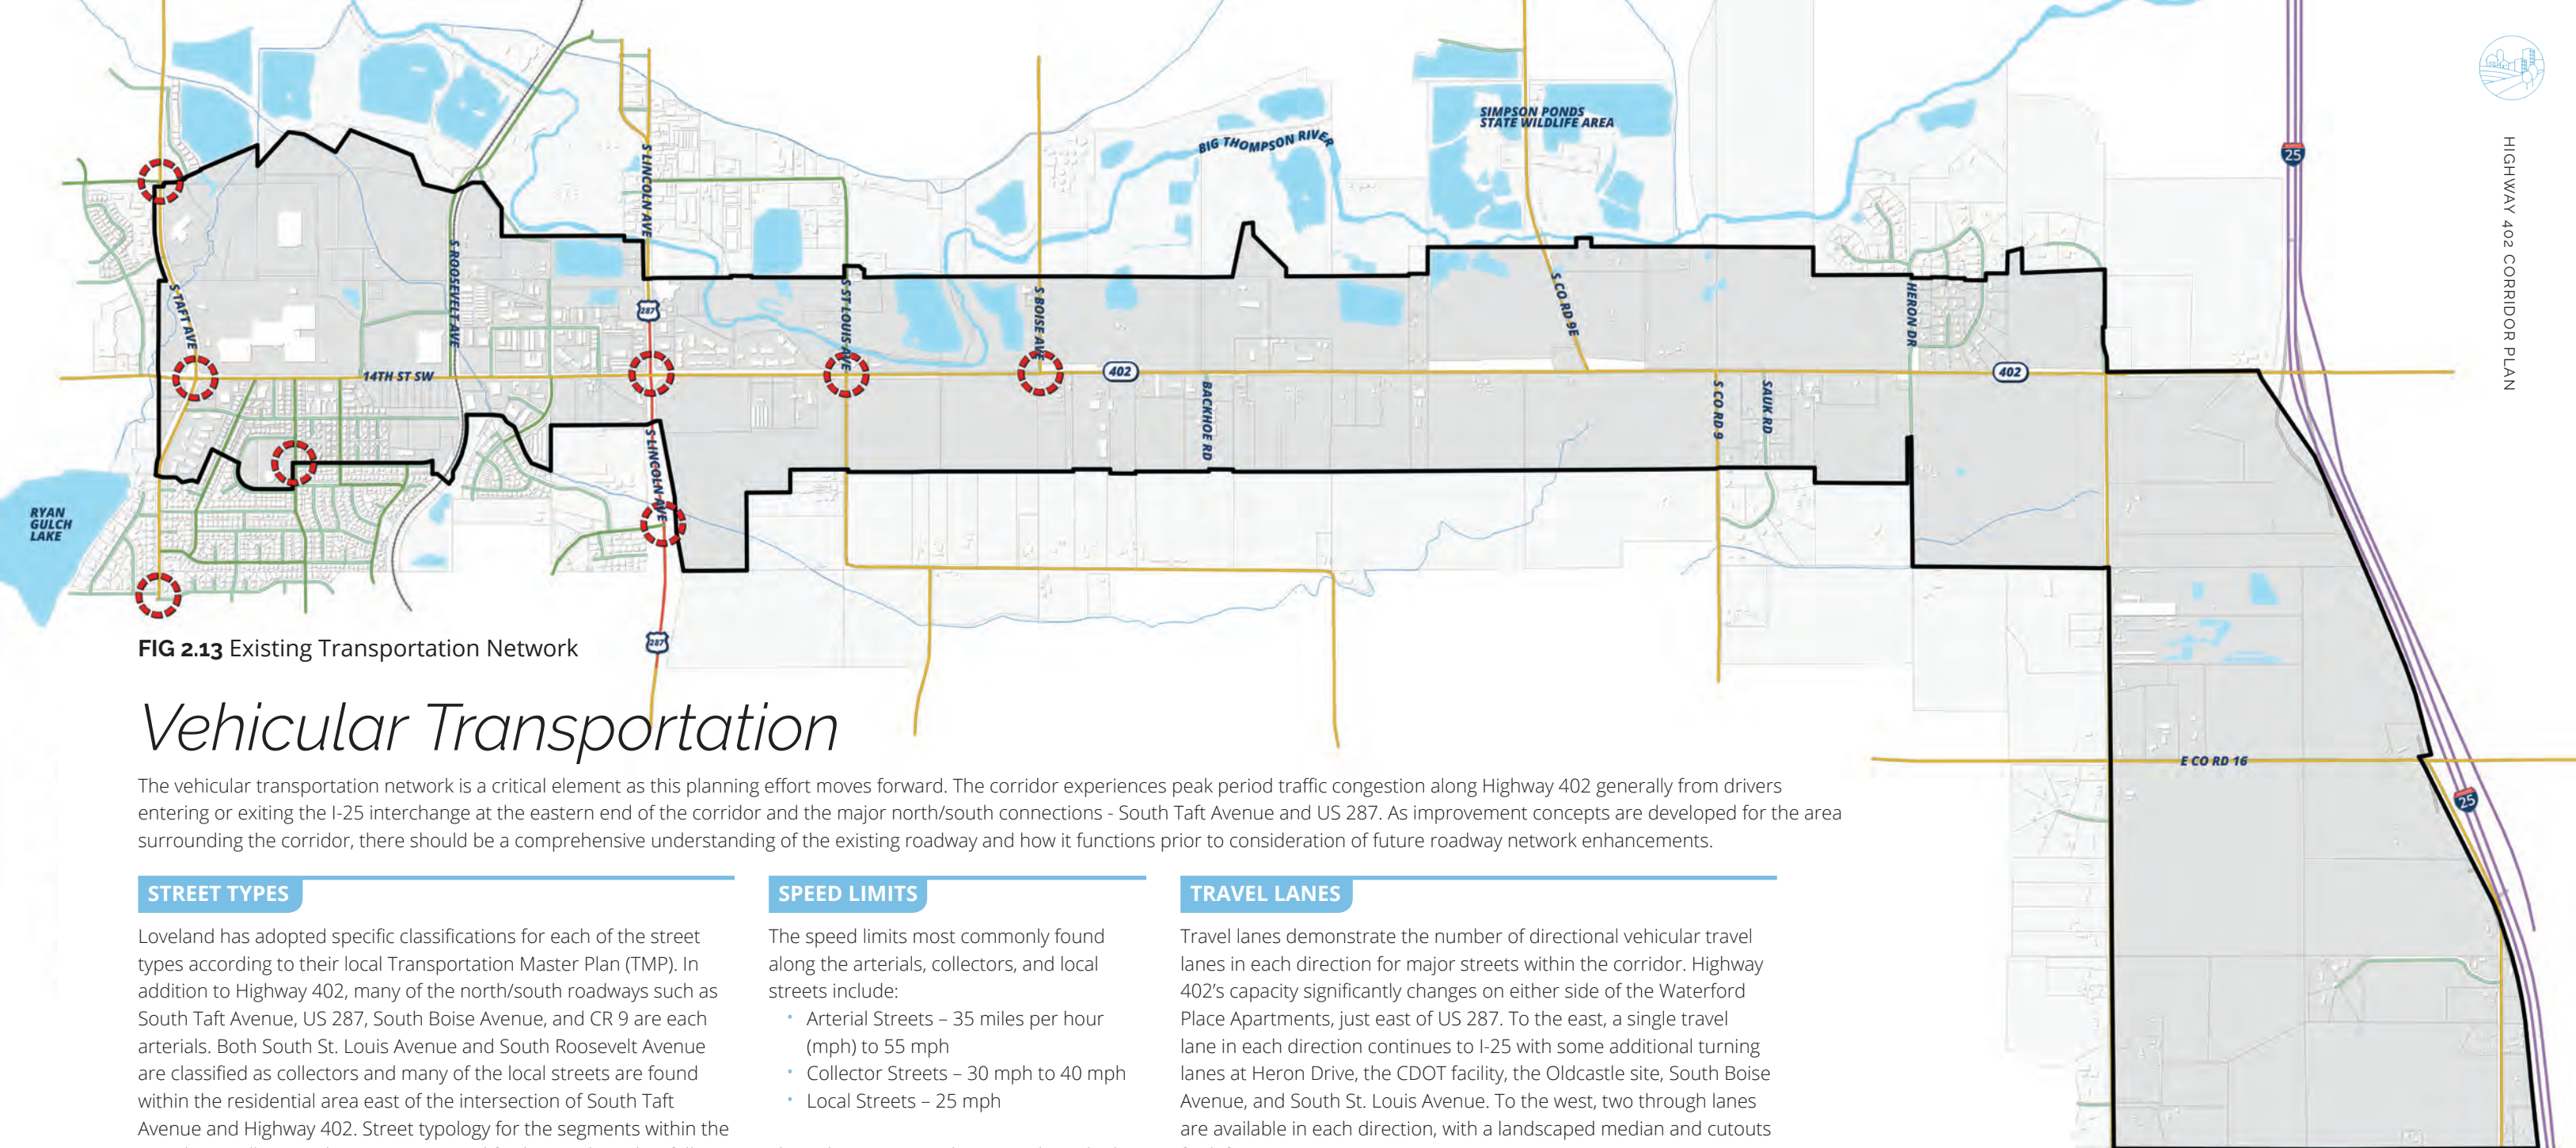 SIMPSON PONDS
STATE WILDLIFE AREA
BIG THOMPSON RIVER
25
HIGHWAY 402 CORRIDOR PLAN
S LINCOLN AVE
S ROOSEVELT AVE
S TAFT AVE
287
S ST LOUIS AVE
S BOISE AVE
S CO RD 9E
HERON DR
14TH ST SW
402
402
BACKHOE RD
S CO RD 9
SAUK RD
S LINCOLN AVE
RYAN
GULCH
LAKE
287
E CO RD 16
25
FIG 2.13 Existing Transportation Network
Vehicular Transportation
The vehicular transportation network is a critical element as this planning effort moves forward. The corridor experiences peak period traffic congestion along Highway 402 generally from drivers
entering or exiting the I-25 interchange at the eastern end of the corridor and the major north/south connections - South Taft Avenue and US 287. As improvement concepts are developed for the area
surrounding the corridor, there should be a comprehensive understanding of the existing roadway and how it functions prior to consideration of future roadway network enhancements.
STREET TYPES
Loveland has adopted specific classifications for each of the street
types according to their local Transportation Master Plan (TMP). In
addition to Highway 402, many of the north/south roadways such as
South Taft Avenue, US 287, South Boise Avenue, and CR 9 are each
arterials. Both South St. Louis Avenue and South Roosevelt Avenue
are classified as collectors and many of the local streets are found
within the residential area east of the intersection of South Taft
Avenue and Highway 402. Street typology for the segments within the
SPEED LIMITS
The speed limits most commonly found
along the arterials, collectors, and local
streets include:
• Arterial Streets – 35 miles per hour
(mph) to 55 mph
• Collector Streets – 30 mph to 40 mph
• Local Streets – 25 mph
TRAVEL LANES
Travel lanes demonstrate the number of directional vehicular travel
lanes in each direction for major streets within the corridor. Highway
402's capacity significantly changes on either side of the Waterford
Place Apartments, just east of US 287. To the east, a single travel
lane in each direction continues to I-25 with some additional turning
lanes at Heron Drive, the CDOT facility, the Oldcastle site, South Boise
Avenue, and South St. Louis Avenue. To the west, two through lanes
are available in each direction, with a landscaped median and cutouts